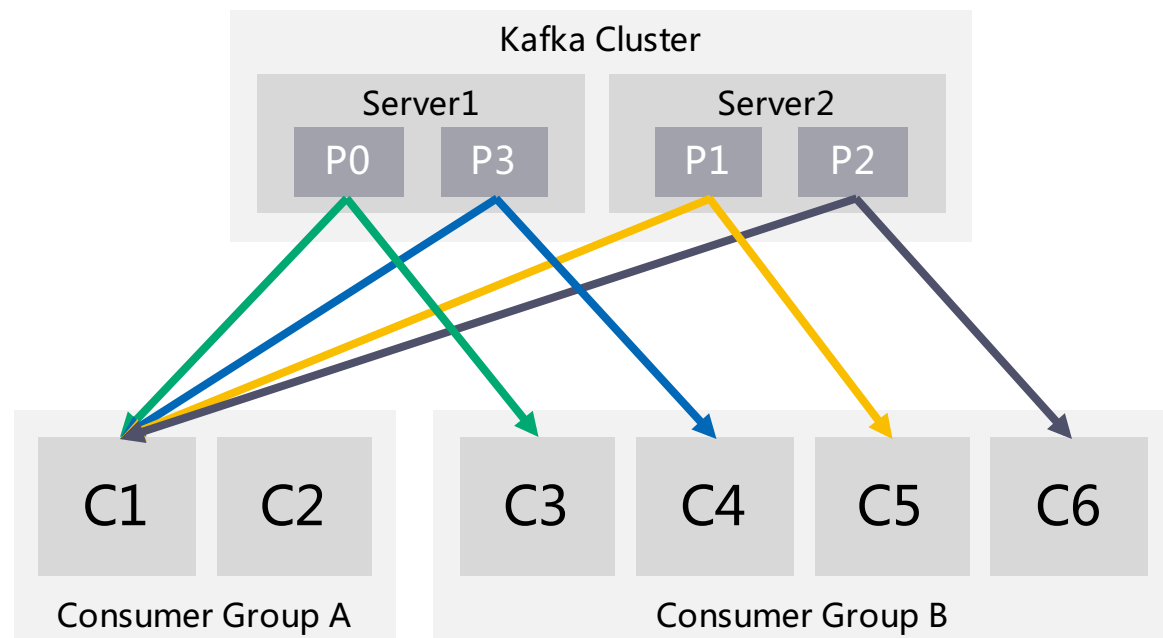 Kafka Cluster
Server1
Server2
P0
P3
P1
P2
C1
C2
C3
C4
C5
C6
Consumer Group A
Consumer Group B